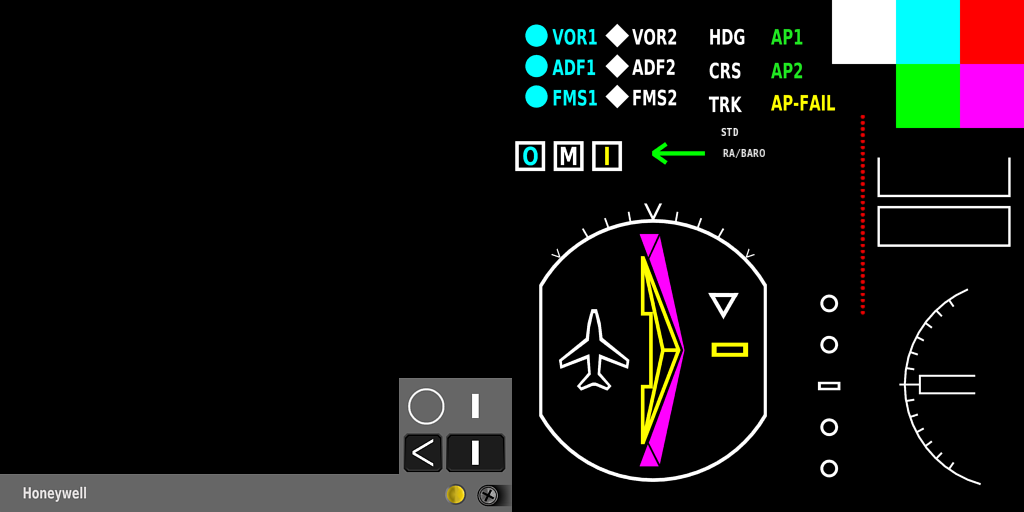 VOR1 VOR2 HDG AP1
ADF1 ADF2 CRS AP2
FMS1 FMS2 TRK AP-FAIL
STD
O M I RA/BARO
Honeywell